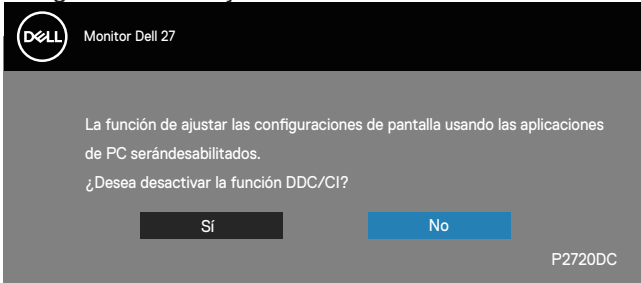 DELL
Monitor Dell 27
La función de ajustar las configuraciones de pantalla usando las aplicaciones
de PC serándesabilitados.
¿Desea desactivar la función DDC/CI?
Sí
No
P2720DC